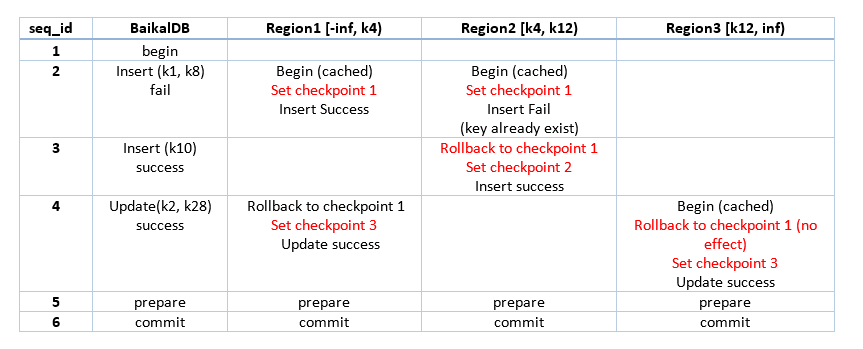 seq_id BaikalDB Region1 [-inf, k4) Region2 [k4, k12) Region3 [k12, inf)
1 begin
2 Insert (k1, k8) Begin (cached) Begin (cached)
fail Set checkpoint 1 Set checkpoint 1
Insert Success Insert Fail
(key already exist)
3 Insert (k10) Rollback to checkpoint 1
success Set checkpoint 2
Insert success
4 Update(k2, k28) Rollback to checkpoint 1 Begin (cached)
success Set checkpoint 3 Rollback to checkpoint 1 (no
Update success effect)
Set checkpoint 3
Update success
5 prepare prepare prepare prepare
6 commit commit commit commit